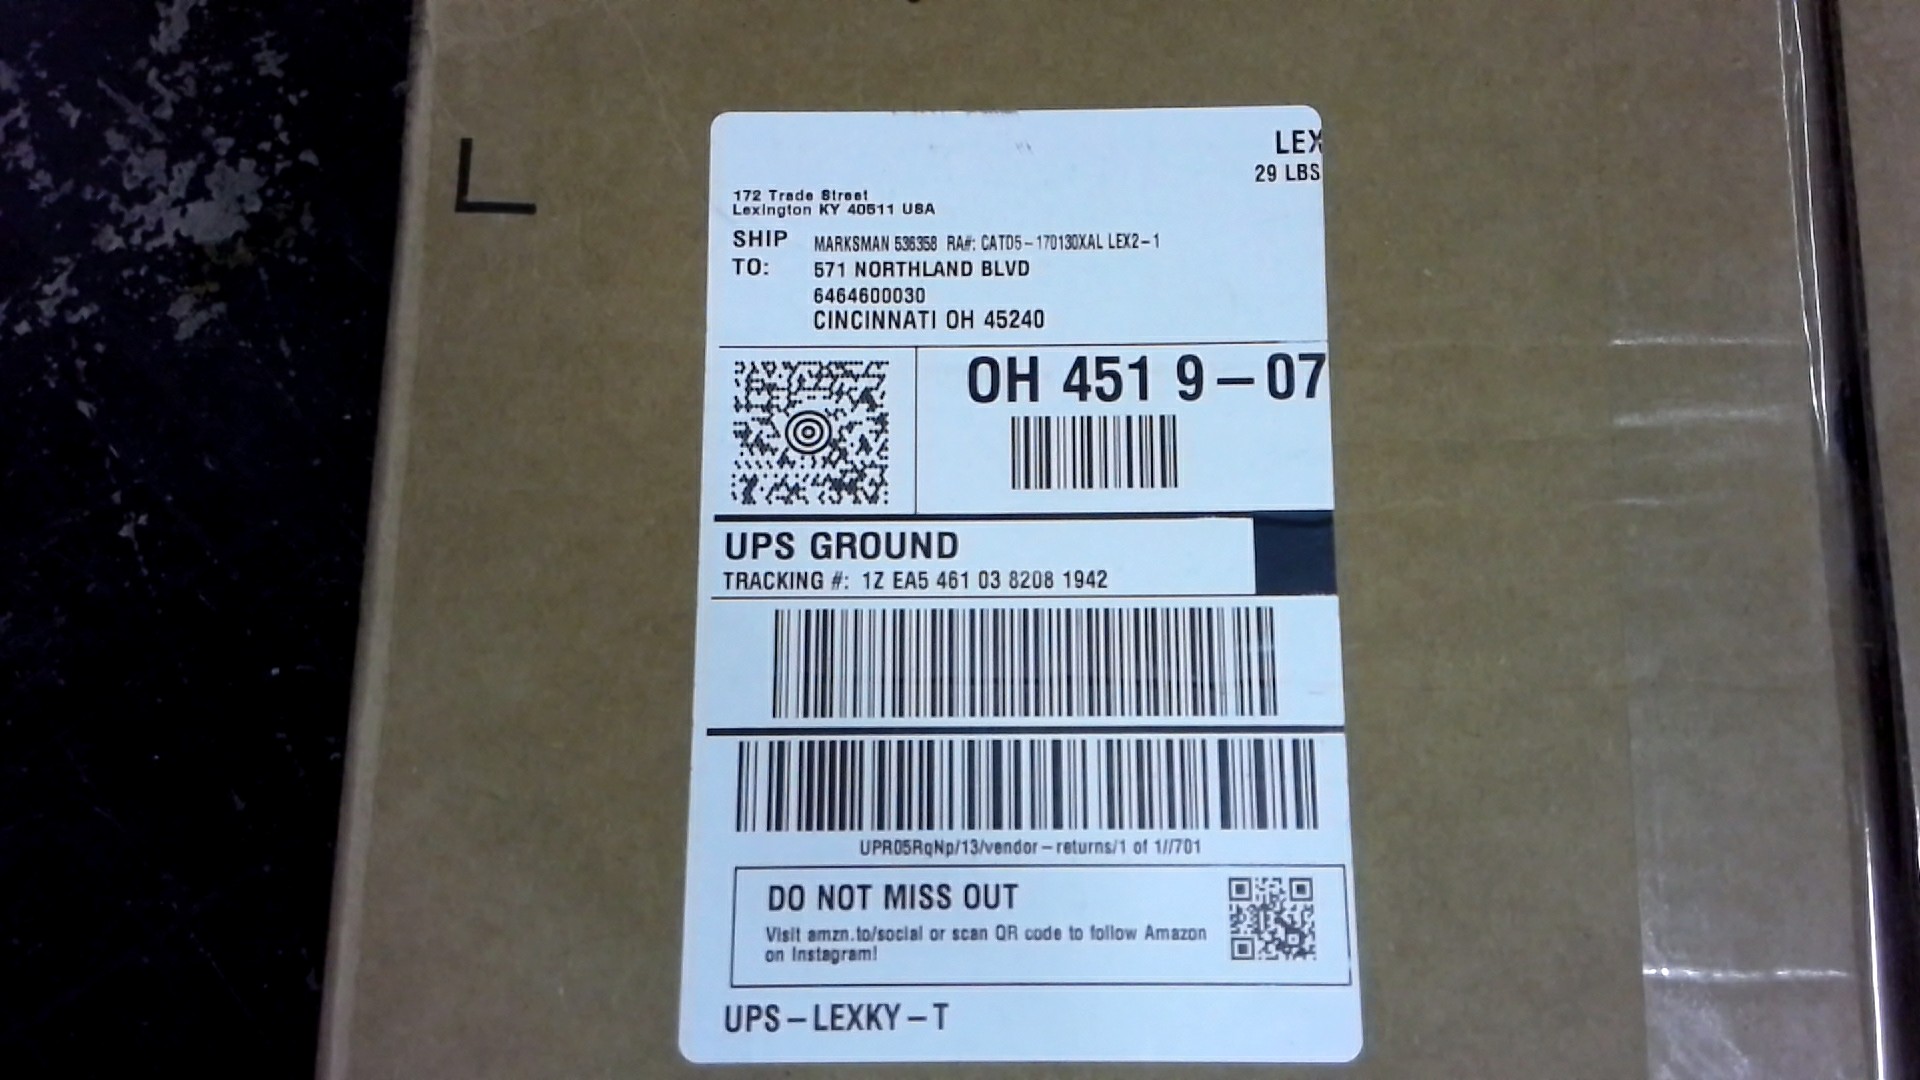 LEX
29 LBS
172 Trade Street
Lexington KY 40511 USA
SHIP TO:
MARKSMAN 536358 RA#: CATD5-170130XAL LEX2-1
571 NORTHLAND BLVD
6464600030
CINCINNATI OH 45240
OH 451 9-07
UPS GROUND
TRACKING #: 1Z EA5 461 03 8208 1942
UPR05RqNp/13/vendor-returns/1 of 1//701
DO NOT MISS OUT
Visit amzn.to/social or scan QR code to follow Amazon
on Instagram!
UPS-LEXKY-T